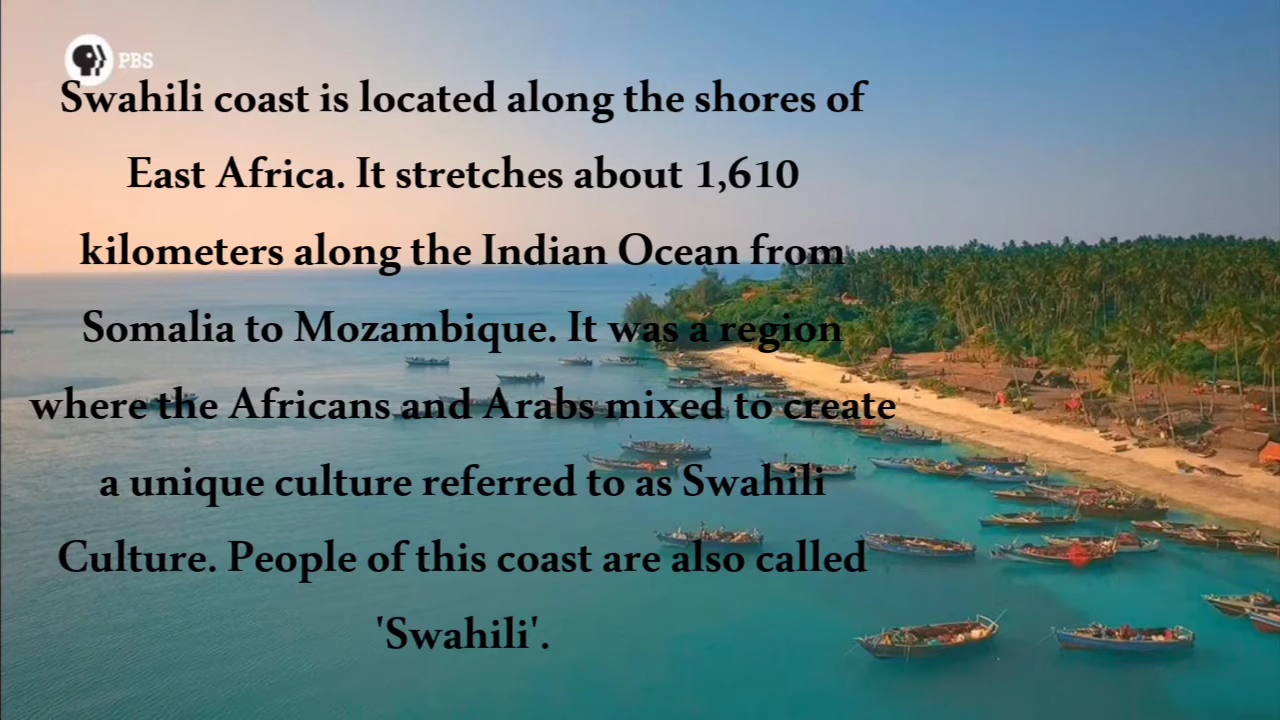 PBS
Swahili coast is located along the shores of
East Africa. It stretches about 1,610
kilometers along the Indian Ocean from
Somalia to Mozambique. It was a region
where the Africans and Arabs mixed to create
a unique culture referred to as Swahili
Culture. People of this coast are also called
'Swahili'.